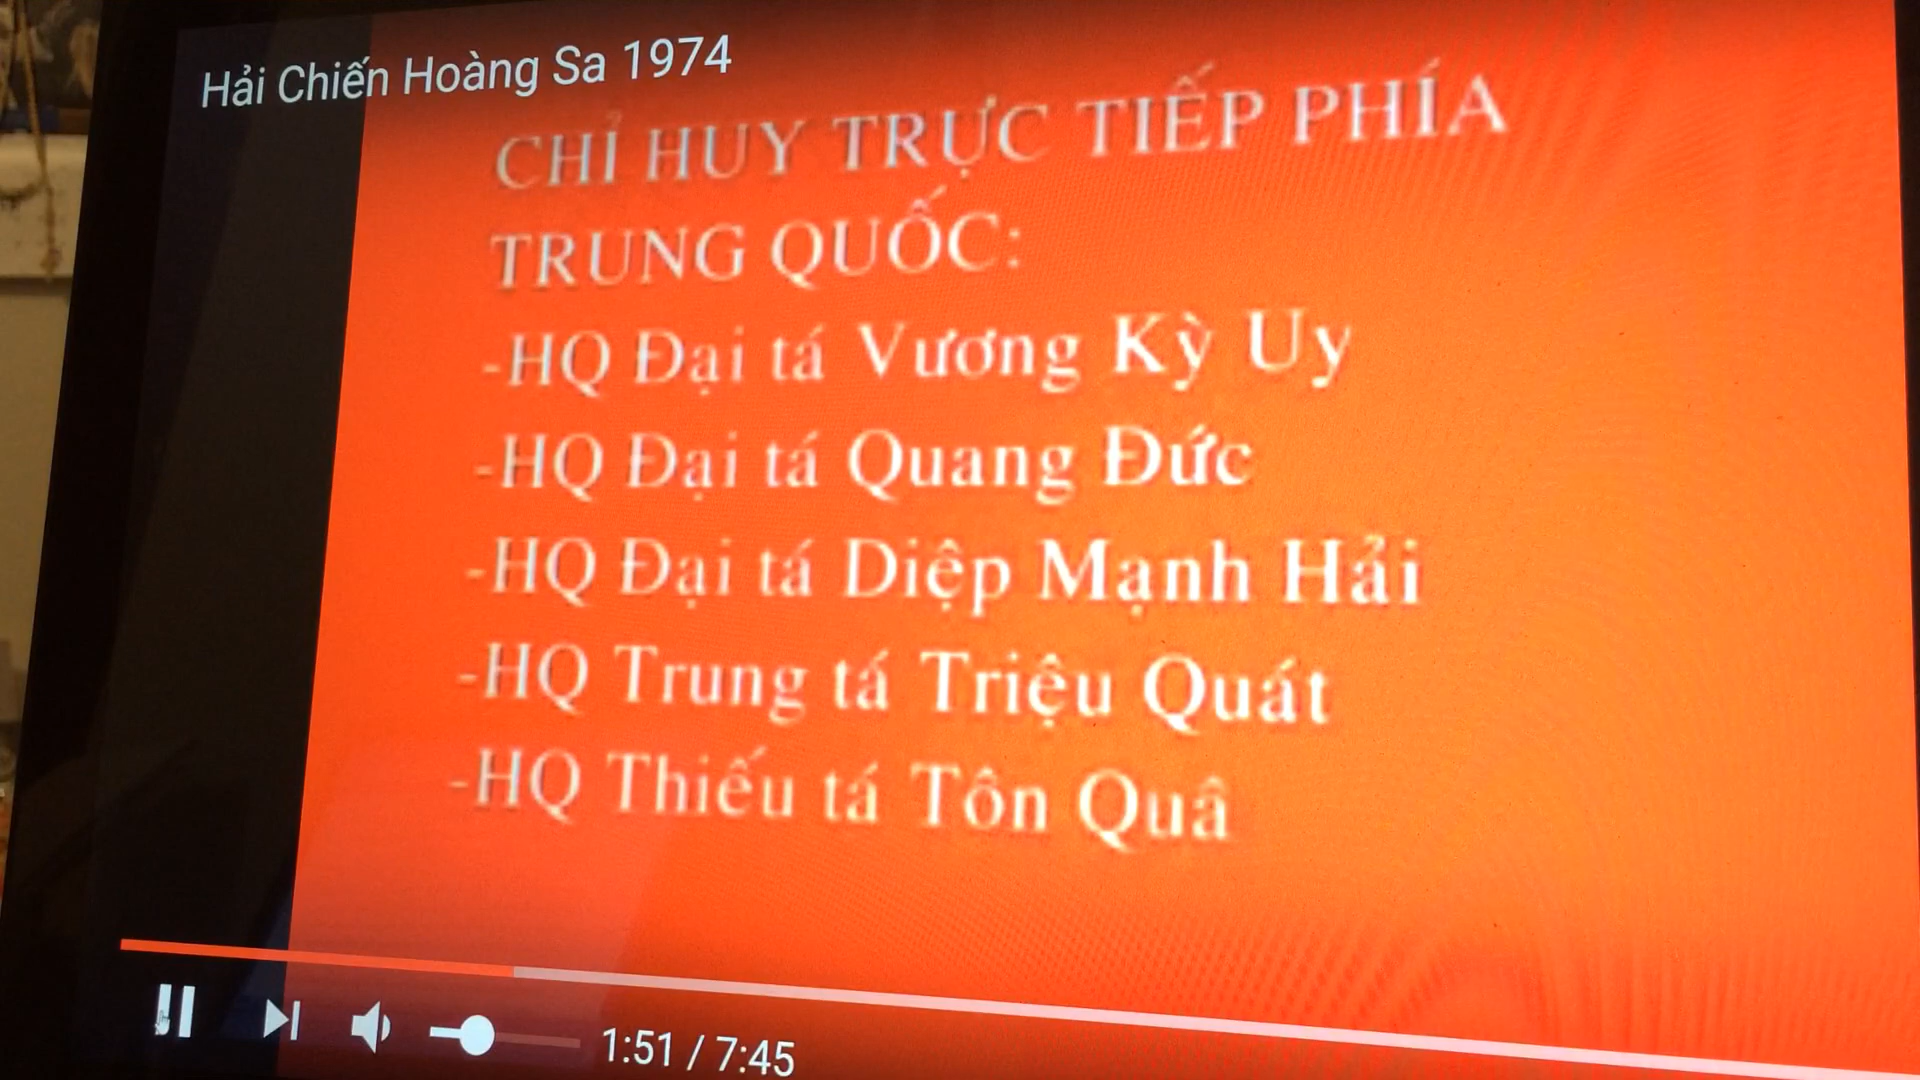 Hải Chiến Hoàng Sa 1974
CHỈ HUY TRỰC TIẾP PHÍA
TRUNG QUỐC:
-HQ Đại tá Vương Kỳ Uy
-HQ Đại tá Quang Đức
-HQ Đại tá Diệp Mạnh Hải
-HQ Trung tá Triệu Quát
-HQ Thiếu tá Tôn Quâ
1:51 / 7:45